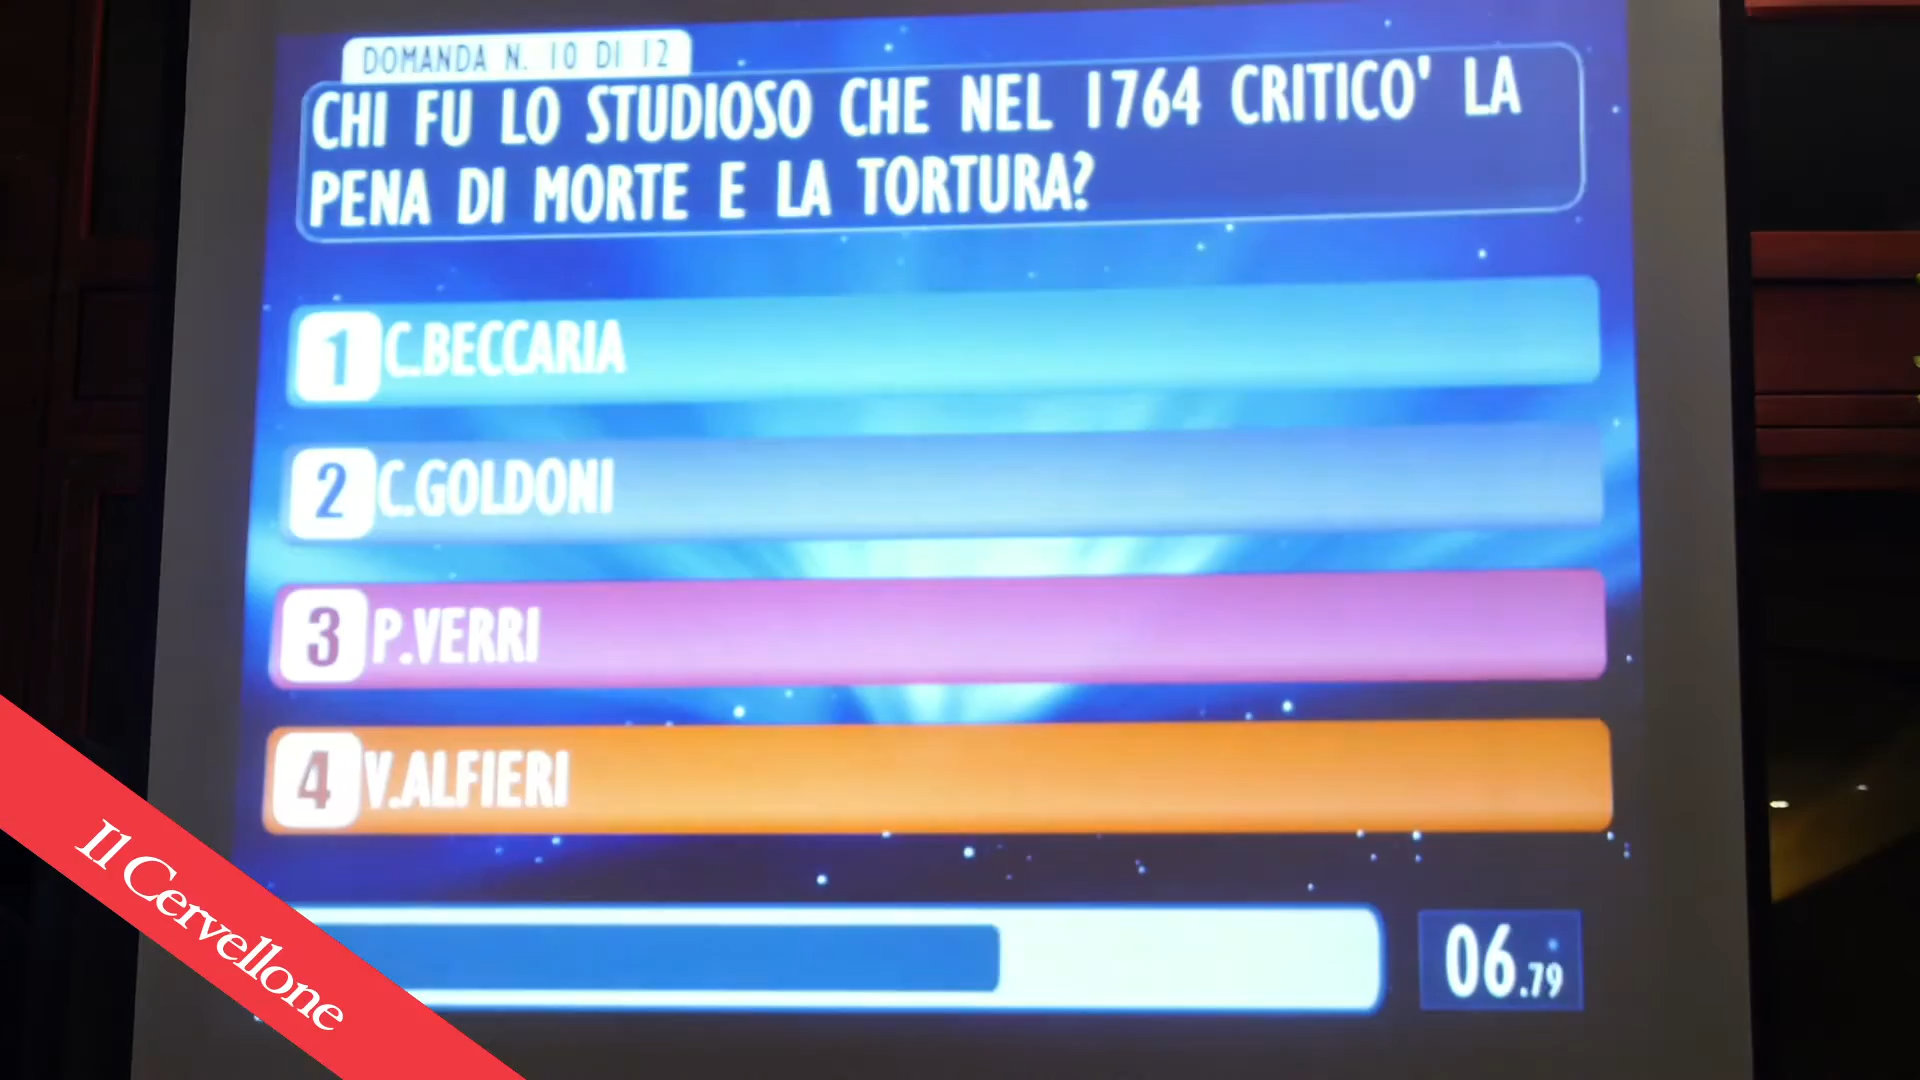 DOMANDA N. 10 DI 12
CHI FU LO STUDIOSO CHE NEL 1764 CRITICO' LA
PENA DI MORTE E LA TORTURA?
1 C.BECCARIA
2 C.GOLDONI
3 P.VERRI
4 V.ALFIERI
06.79
Il Cervellone